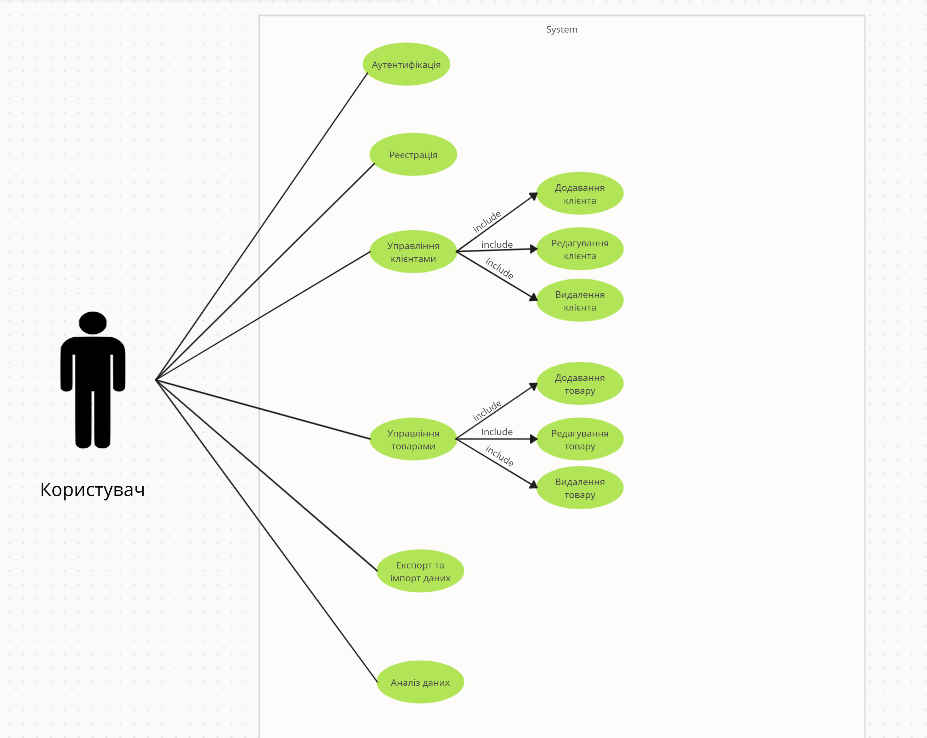 System
Аутентифікація
Реєстрація
Управління
клієнтами
include
include
include
Додавання
клієнта
Редагування
клієнта
Видалення
клієнта
Користувач
Управління
товарами
include
include
include
Додавання
товару
Редагування
товару
Видалення
товару
Експорт та
імпорт даних
Аналіз даних